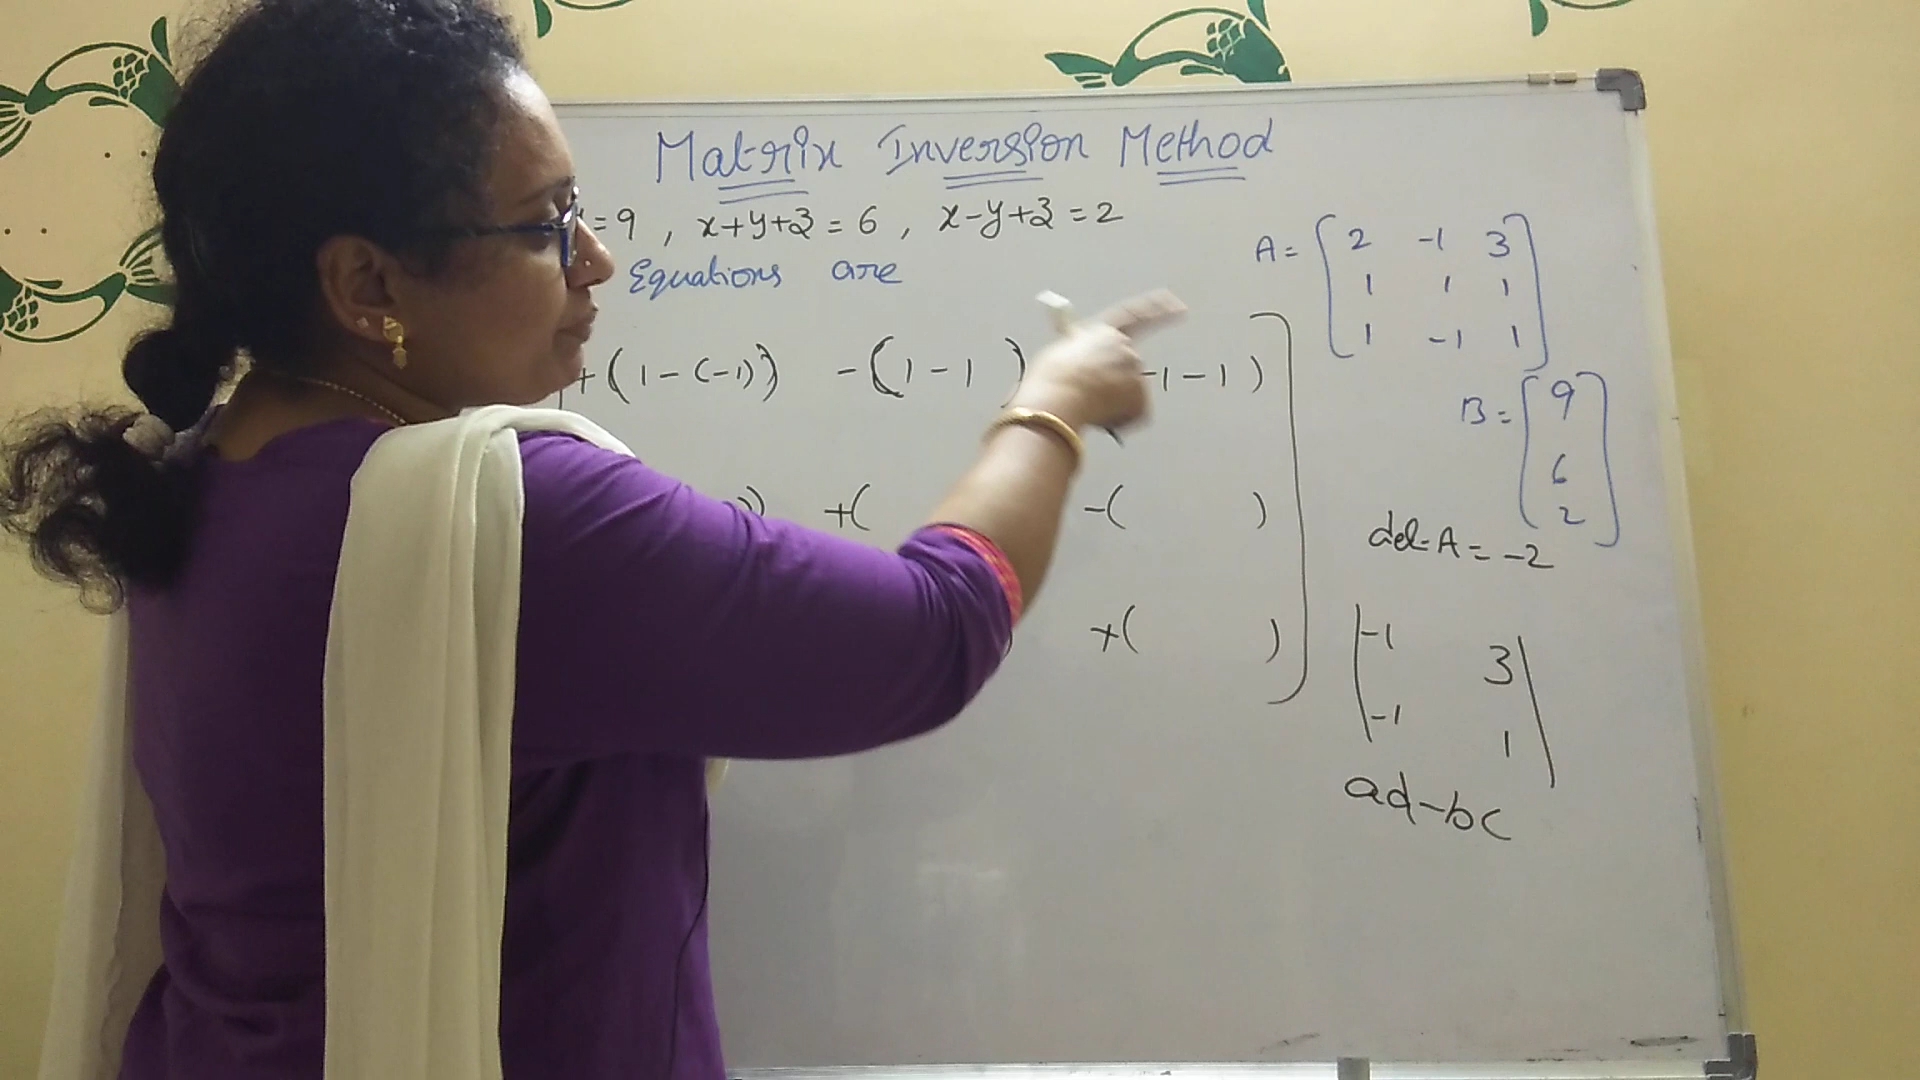 Matrix Inversion Method
=9 , x+y+z = 6 , x-y+z = 2
Equations are
A = [2 -1 3
1 1 1
1 -1 1]
+(1-(-1)) -(1-1) -1-1)
B = [9
6
2]
)) +( -( )
det A = -2
+( )
|-1 3
-1 1|
ad-bc